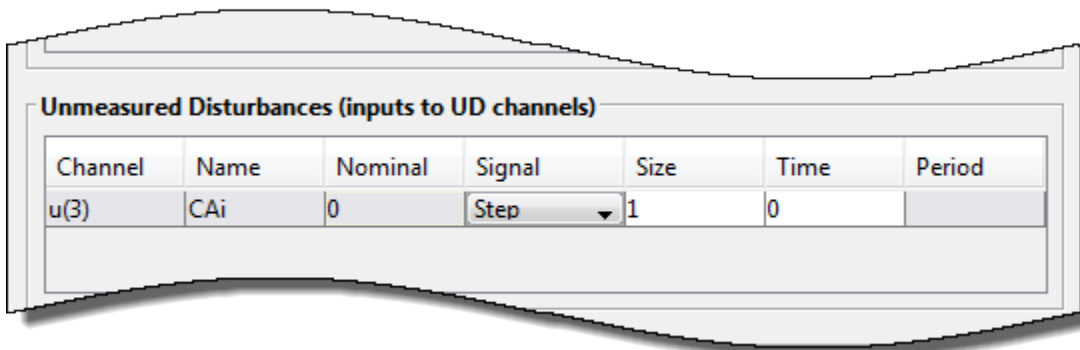 Unmeasured Disturbances (inputs to UD channels)
Channel Name Nominal Signal Size Time Period
u(3) CAi 0 Step 1 0